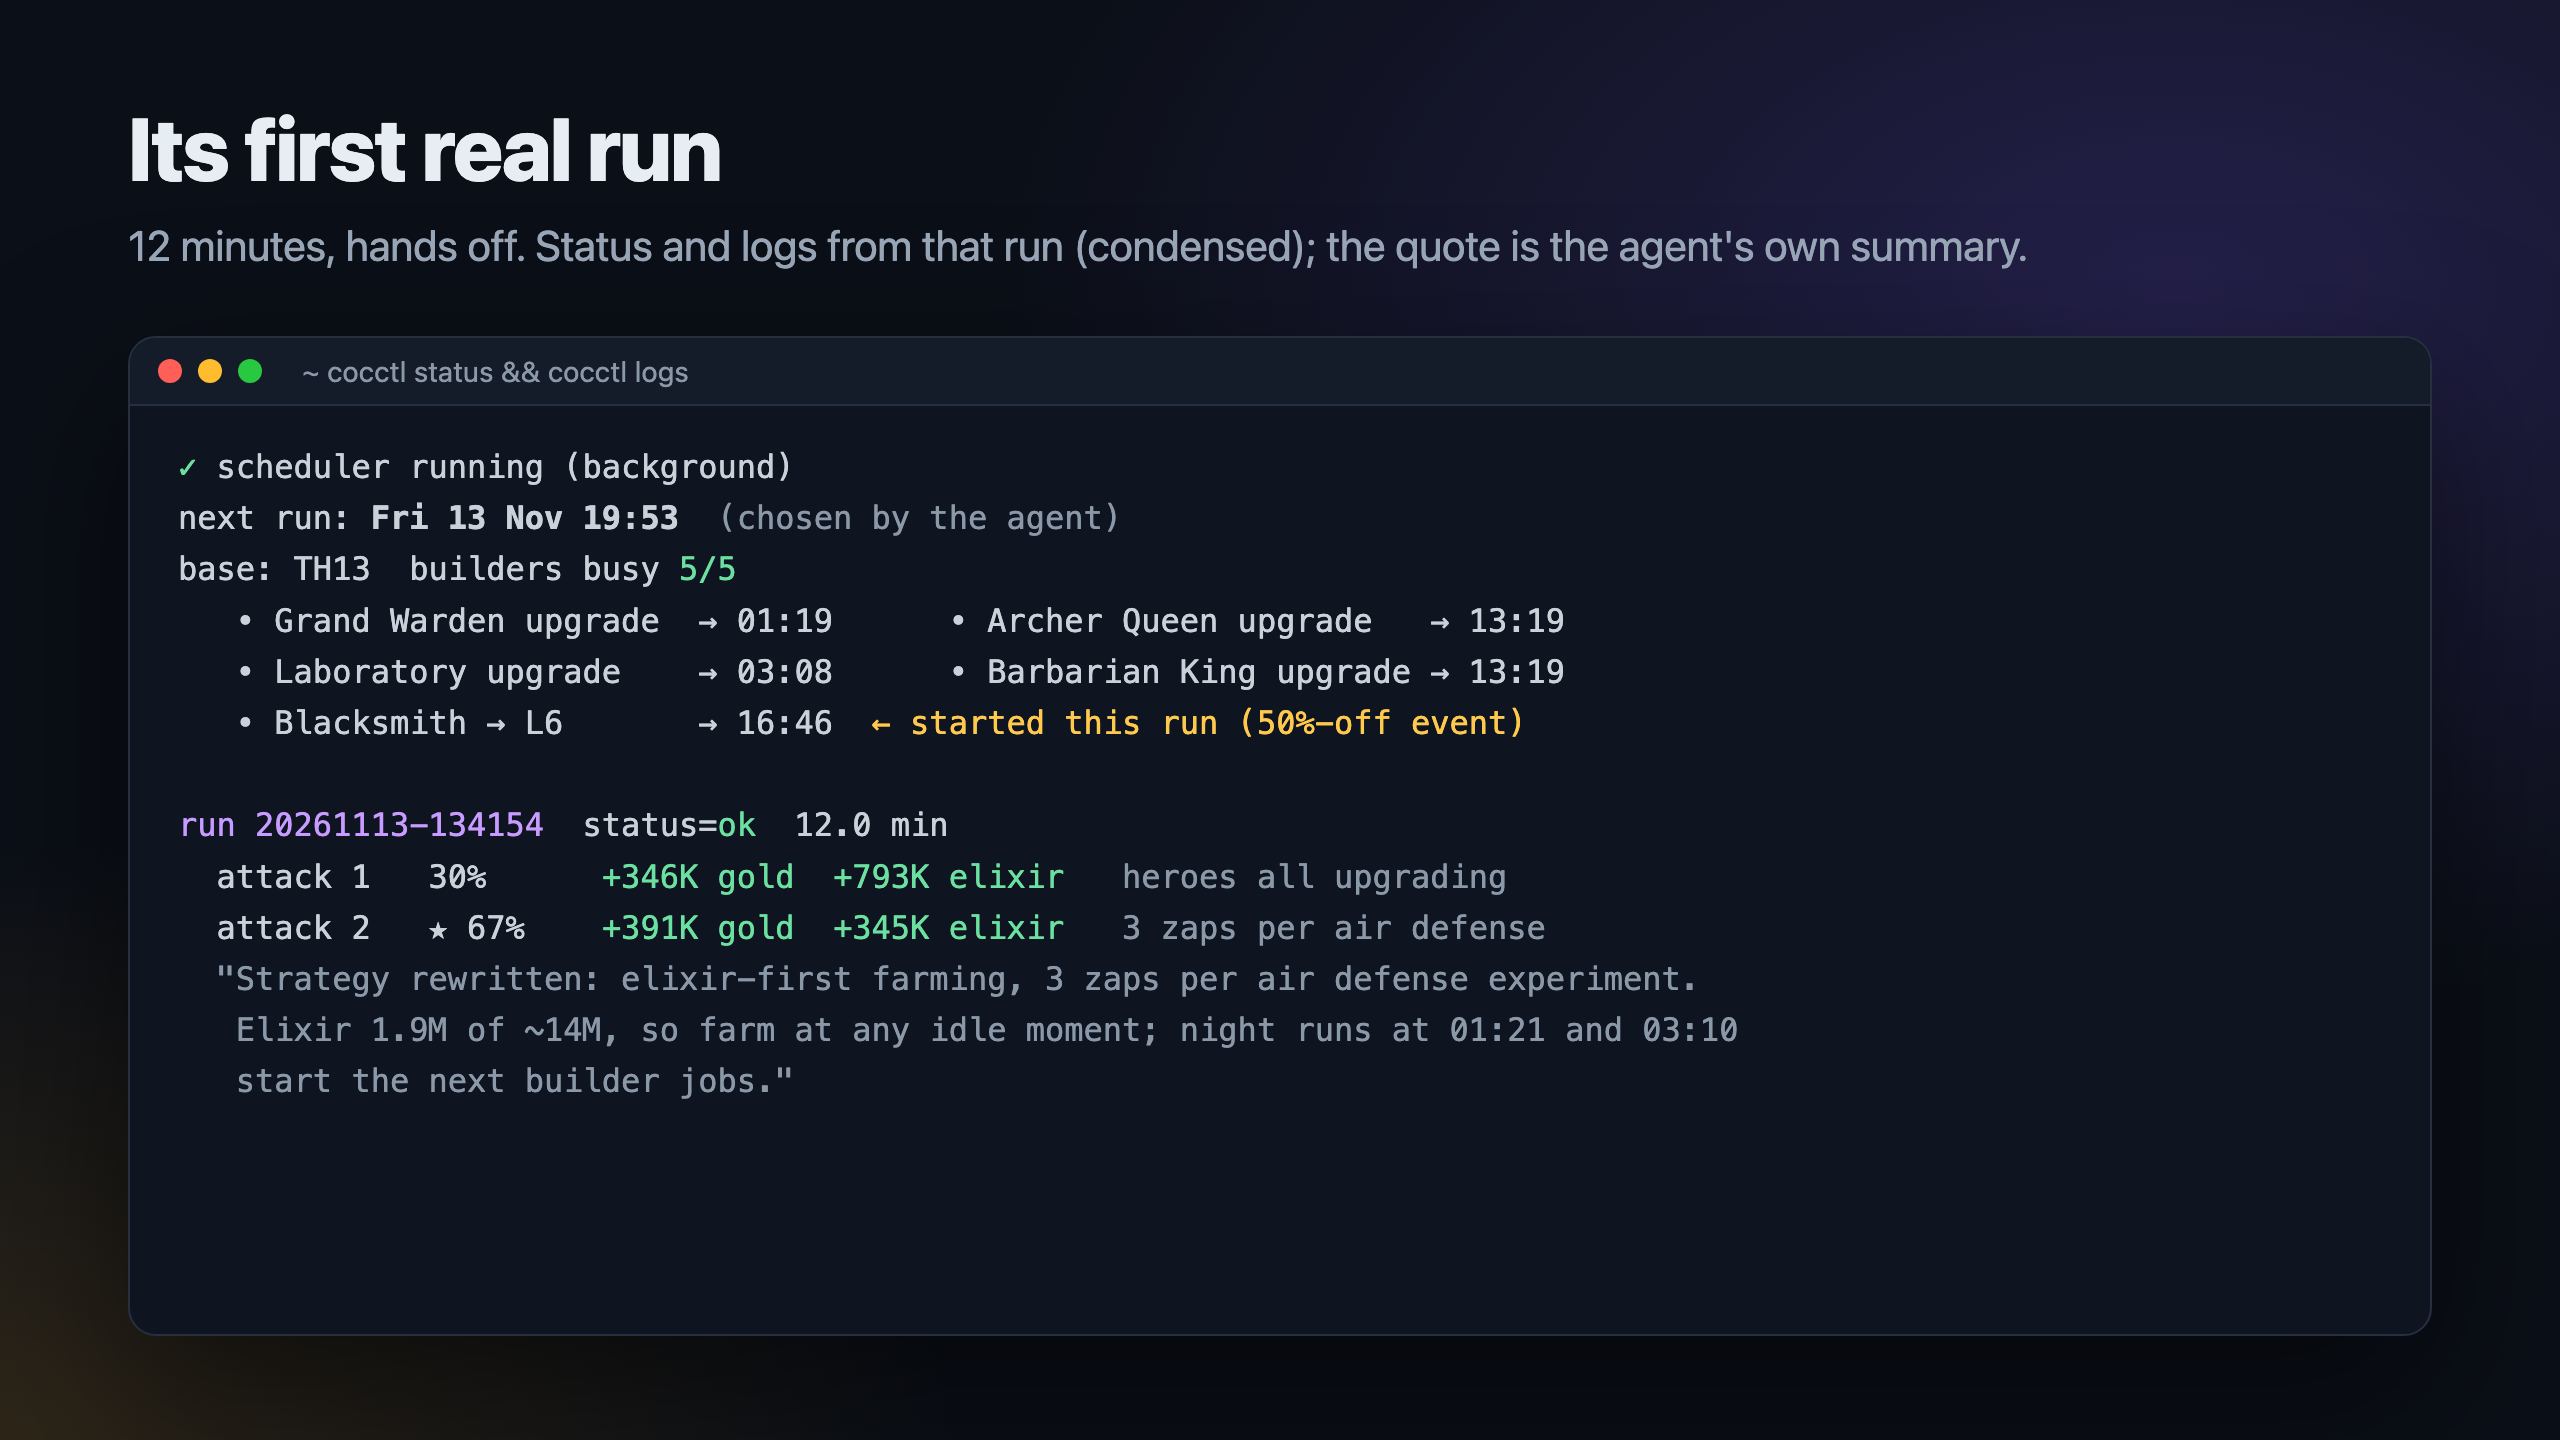 Its first real run
12 minutes, hands off. Status and logs from that run (condensed); the quote is the agent's own summary.
~ cocctl status && cocctl logs
✓ scheduler running (background)
next run: Fri 13 Nov 19:53  (chosen by the agent)
base: TH13  builders busy 5/5
• Grand Warden upgrade  → 01:19      • Archer Queen upgrade   → 13:19
• Laboratory upgrade    → 03:08      • Barbarian King upgrade → 13:19
• Blacksmith → L6       → 16:46  ← started this run (50%-off event)
run 20261113-134154  status=ok  12.0 min
attack 1   30%      +346K gold  +793K elixir   heroes all upgrading
attack 2   ★ 67%    +391K gold  +345K elixir   3 zaps per air defense
"Strategy rewritten: elixir-first farming, 3 zaps per air defense experiment.
Elixir 1.9M of ~14M, so farm at any idle moment; night runs at 01:21 and 03:10
start the next builder jobs."